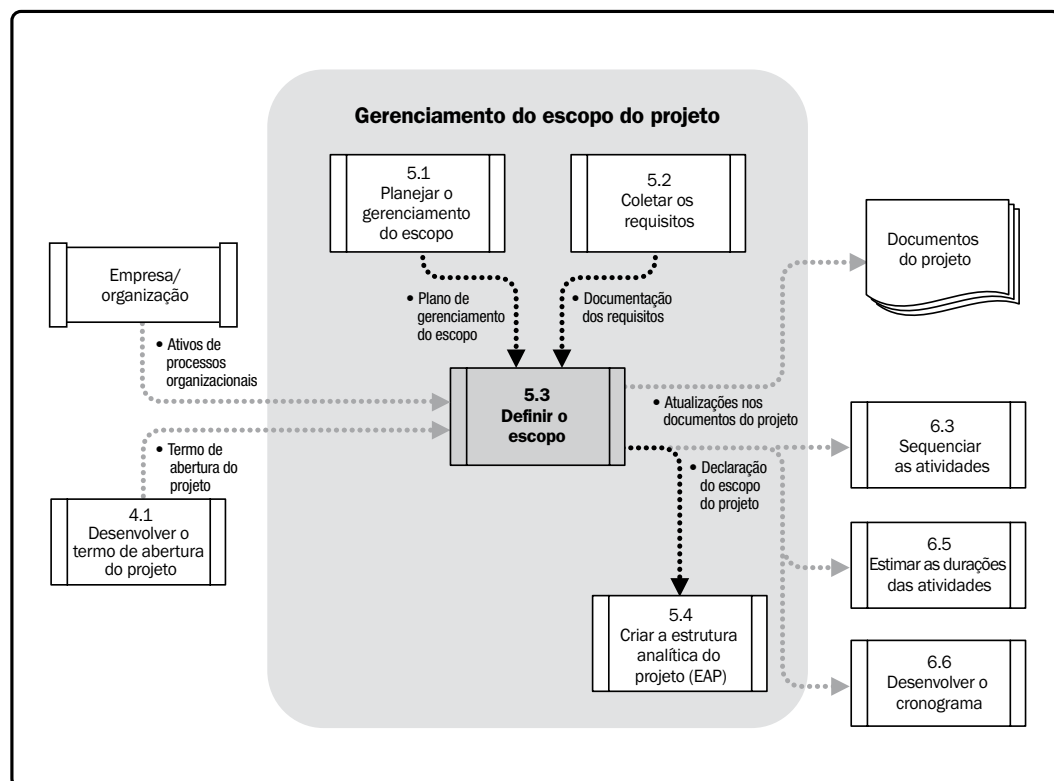 Gerenciamento do escopo do projeto
5.1
Planejar o
gerenciamento
do escopo
5.2
Coletar os
requisitos
Documentos
do projeto
Empresa/
organização
• Plano de
gerenciamento
do escopo
• Documentação
dos requisitos
• Ativos de
processos
organizacionais
5.3
Definir o
escopo
• Atualizações nos
documentos do projeto
6.3
Sequenciar
as atividades
• Termo de
abertura do
projeto
• Declaração
do escopo
do projeto
4.1
Desenvolver o
termo de abertura
do projeto
6.5
Estimar as durações
das atividades
5.4
Criar a estrutura
analítica do
projeto (EAP)
6.6
Desenvolver o
cronograma